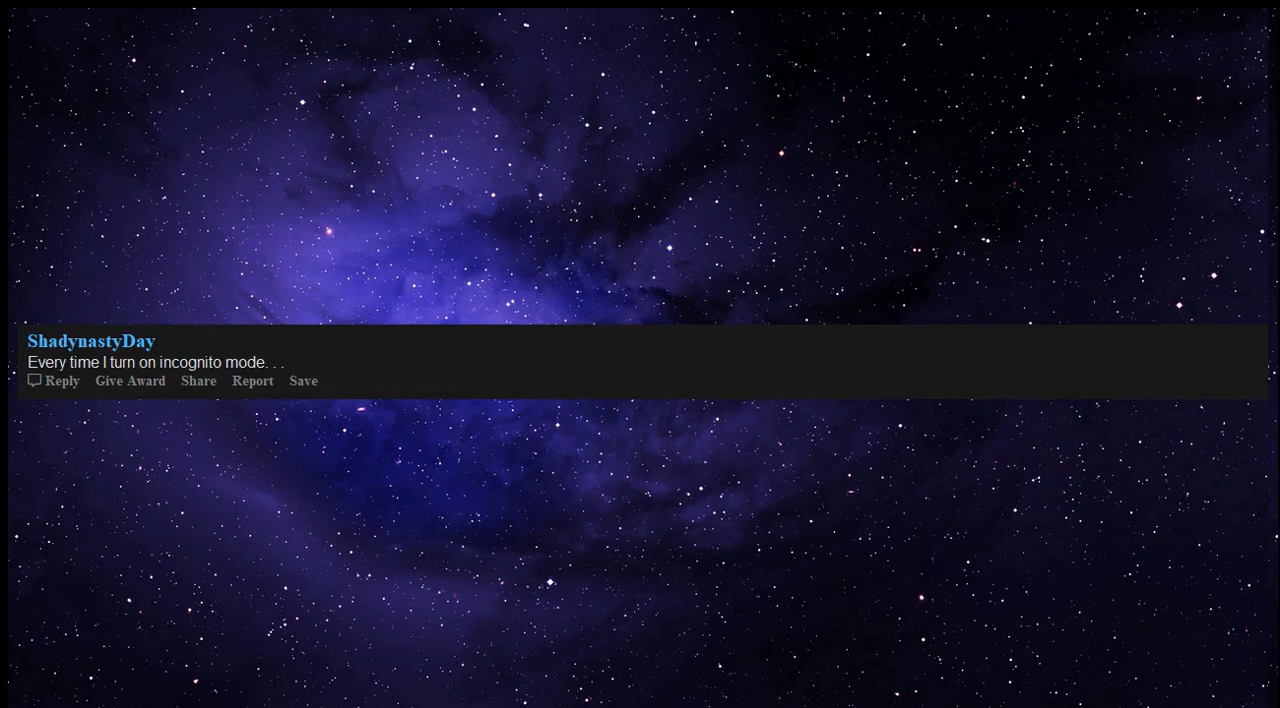 ShadynastyDay
Every time I turn on incognito mode. . .
Reply Give Award Share Report Save